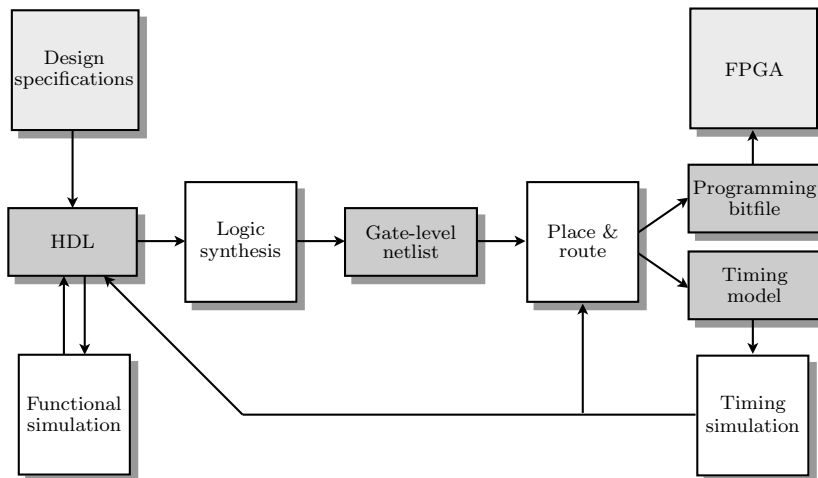 Design
specifications
FPGA
HDL
Logic
synthesis
Gate-level
netlist
Place &
route
Programming
bitfile
Timing
model
Functional
simulation
Timing
simulation